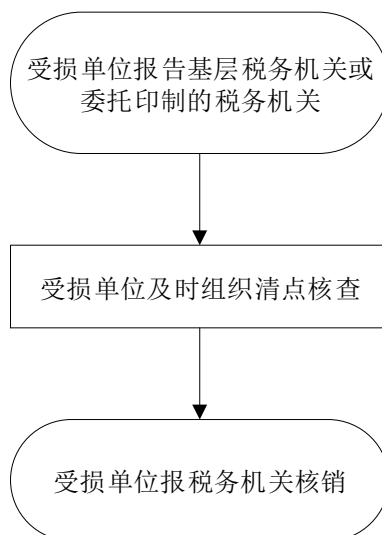 受损单位报告基层税务机关或
委托印制的税务机关
受损单位及时组织清点核查
受损单位报税务机关核销